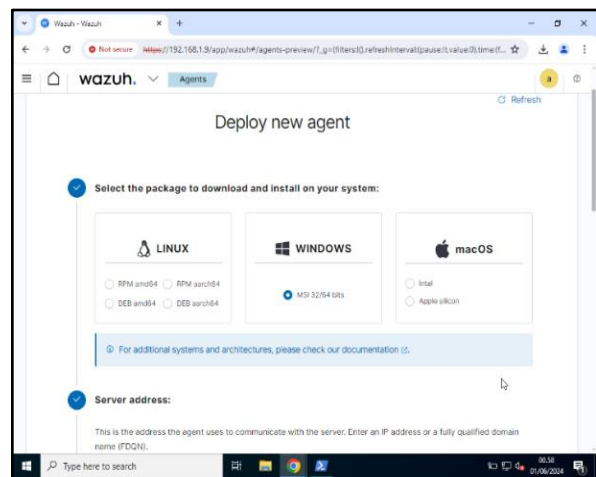 Wazuh - Wazuh
Not secure https://192.168.1.9/app/wazuh#/agents-preview/?_g=(filters:!(),refreshInterval:(pause:!t,value:0),time:(f...
wazuh. Agents a
Refresh
Deploy new agent
Select the package to download and install on your system:
LINUX WINDOWS macOS
RPM amd64 RPM aarch64 MSI 32/64 bits Intel
DEB amd64 DEB aarch64 Apple silicon
For additional systems and architectures, please check our documentation.
Server address:
This is the address the agent uses to communicate with the server. Enter an IP address or a fully qualified domain
name (FDQN).
Type here to search 00.58
01/06/2024